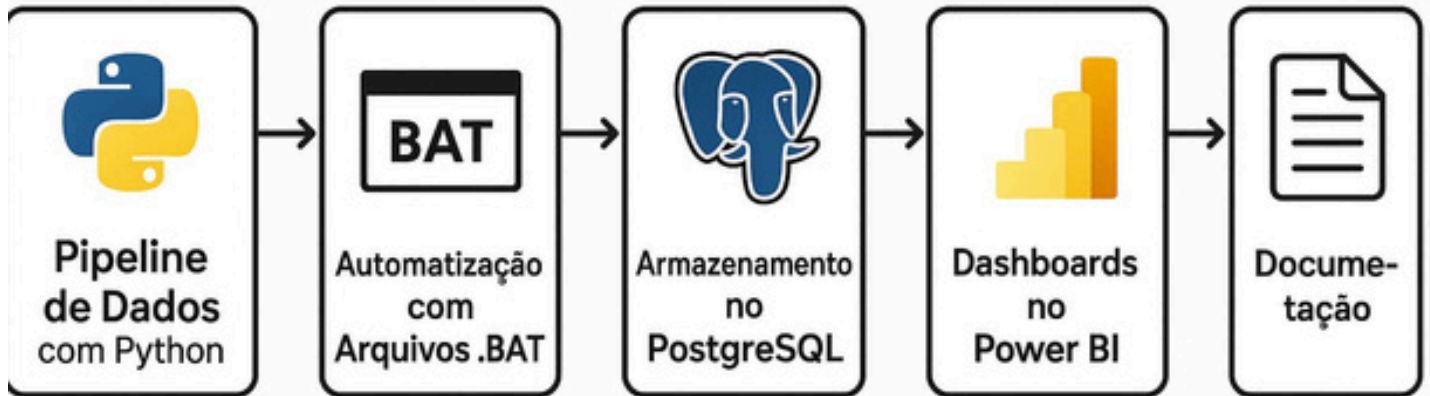 Pipeline
de Dados
com Python
BAT
Automatização
com
Arquivos .BAT
Armazenamento
no
PostgreSQL
Dashboards
no
Power BI
Docume-
tação